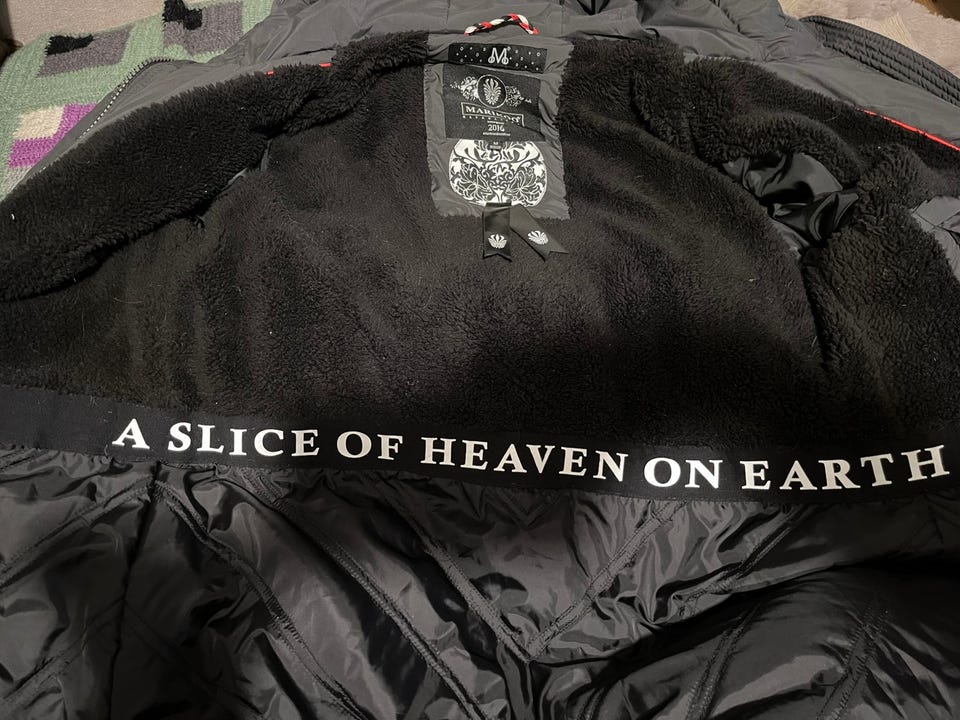 M
MARIKOO
2016
A SLICE OF HEAVEN ON EARTH